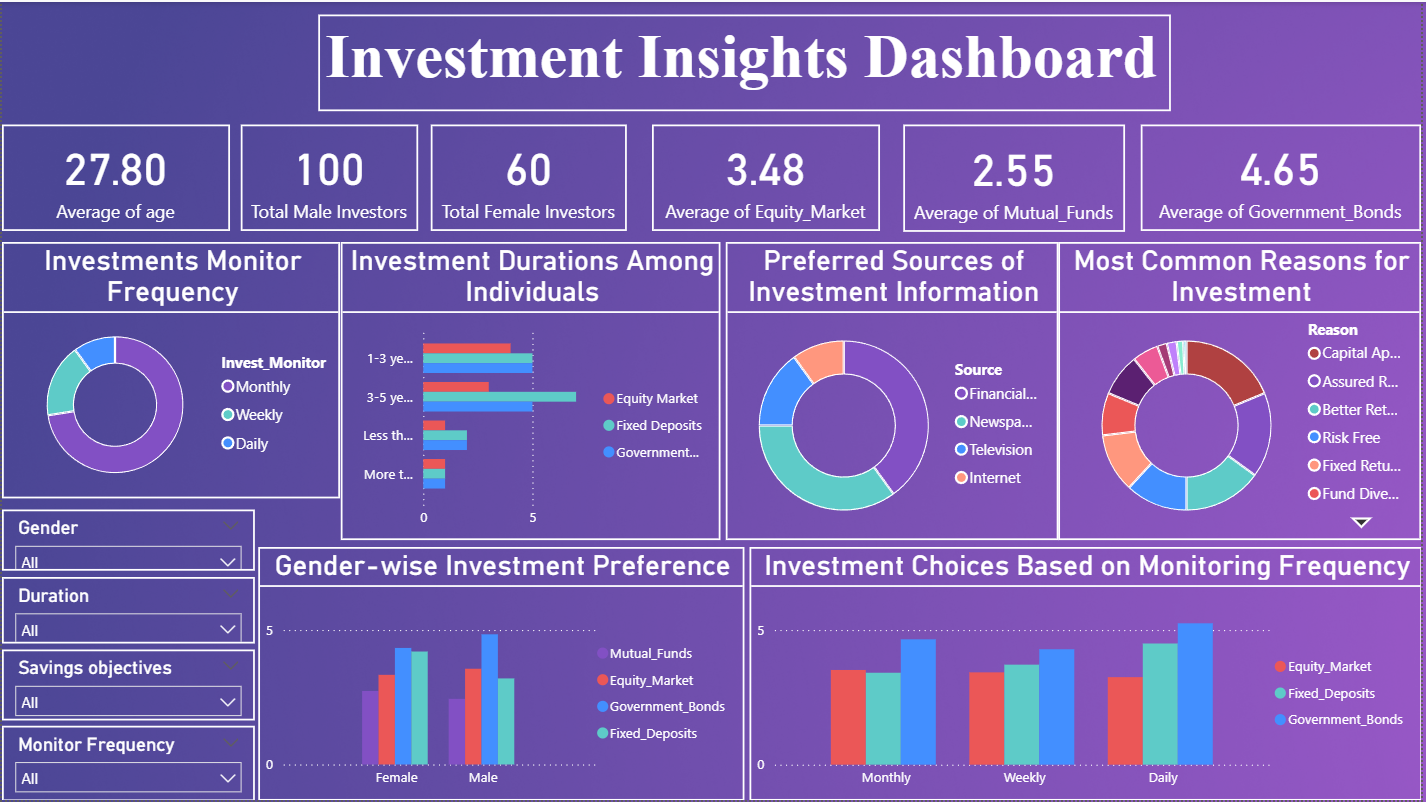 Investment Insights Dashboard
27.80
Average of age
100
Total Male Investors
60
Total Female Investors
3.48
Average of Equity_Market
2.55
Average of Mutual_Funds
4.65
Average of Government_Bonds
Investments Monitor
Frequency
Invest_Monitor
Monthly
Weekly
Daily
Investment Durations Among
Individuals
1-3 ye...
3-5 ye...
Less th...
More t...
0
5
Equity Market
Fixed Deposits
Government...
Preferred Sources of
Investment Information
Source
Financial...
Newspa...
Television
Internet
Most Common Reasons for
Investment
Reason
Capital Ap...
Assured R...
Better Ret...
Risk Free
Fixed Retu...
Fund Dive...
Gender
All
Duration
All
Savings objectives
All
Monitor Frequency
All
Gender-wise Investment Preference
5
0
Female
Male
Mutual_Funds
Equity_Market
Government_Bonds
Fixed_Deposits
Investment Choices Based on Monitoring Frequency
5
0
Monthly
Weekly
Daily
Equity_Market
Fixed_Deposits
Government_Bonds